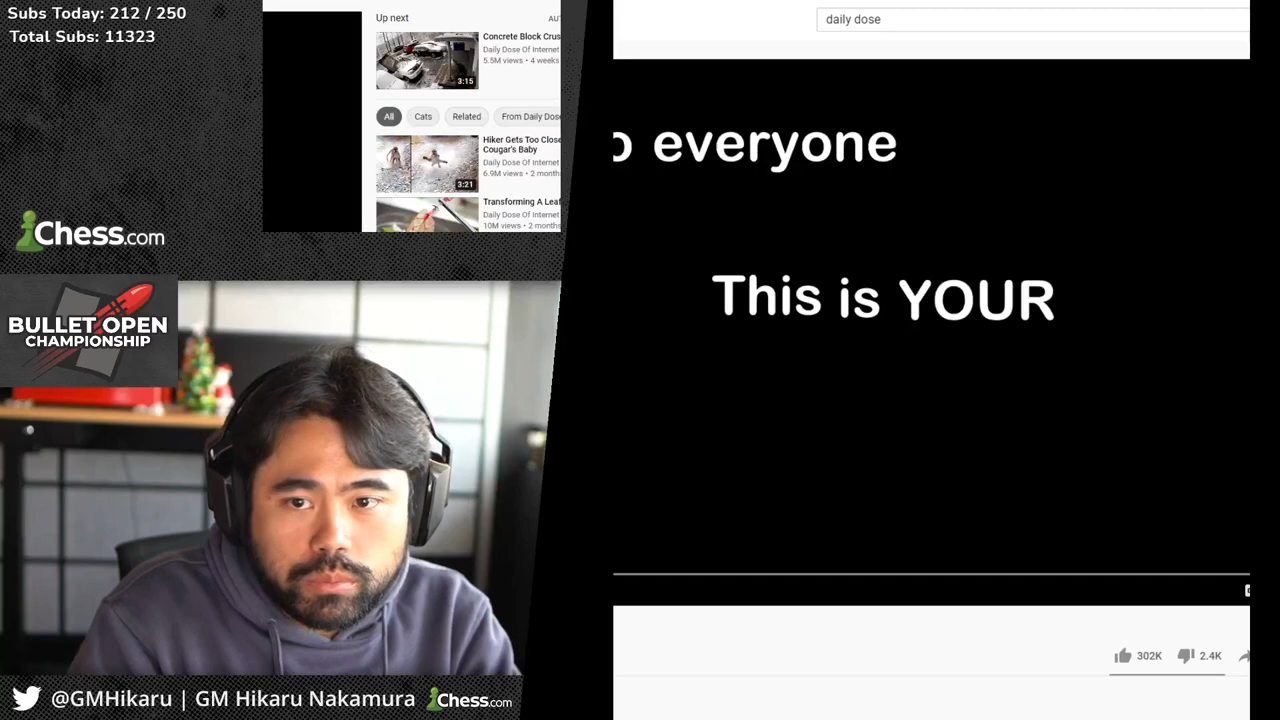 Subs Today: 212 / 250
Total Subs: 11323
Up next
AU
Concrete Block Crus
Daily Dose Of Internet
5.5M views • 4 weeks
3:15
All
Cats
Related
From Daily Dose
Hiker Gets Too Close
Cougar's Baby
Daily Dose Of Internet
6.9M views • 2 month
3:21
Transforming A Leaf
Daily Dose Of Internet
10M views • 2 months
Chess.com
BULLET OPEN
CHAMPIONSHIP
@GMHikaru | GM Hikaru Nakamura
Chess.com
daily dose
o everyone
This is YOUR
302K
2.4K